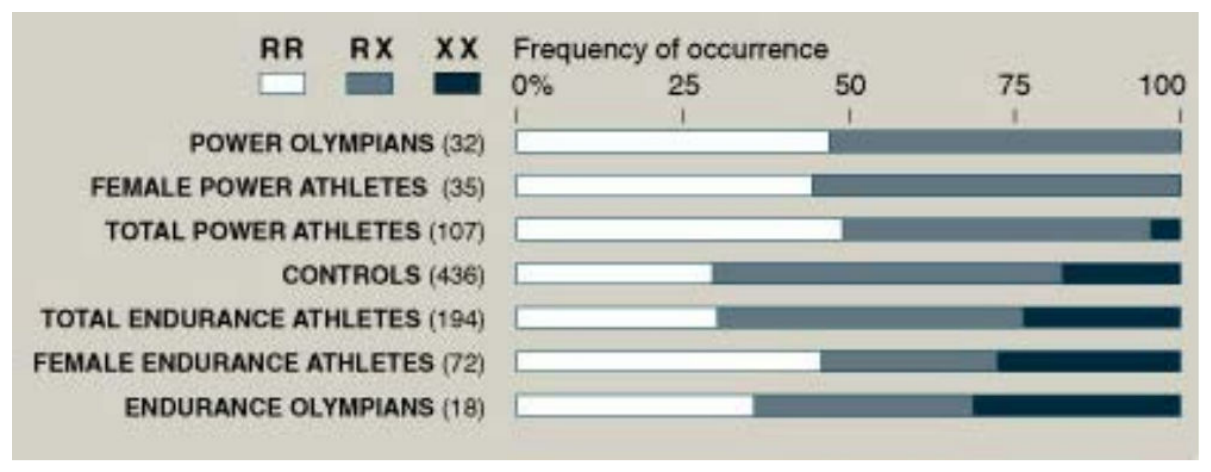 RR RX XX Frequency of occurrence
0% 25 50 75 100
POWER OLYMPIANS (32)
FEMALE POWER ATHLETES (35)
TOTAL POWER ATHLETES (107)
CONTROLS (436)
TOTAL ENDURANCE ATHLETES (194)
FEMALE ENDURANCE ATHLETES (72)
ENDURANCE OLYMPIANS (18)